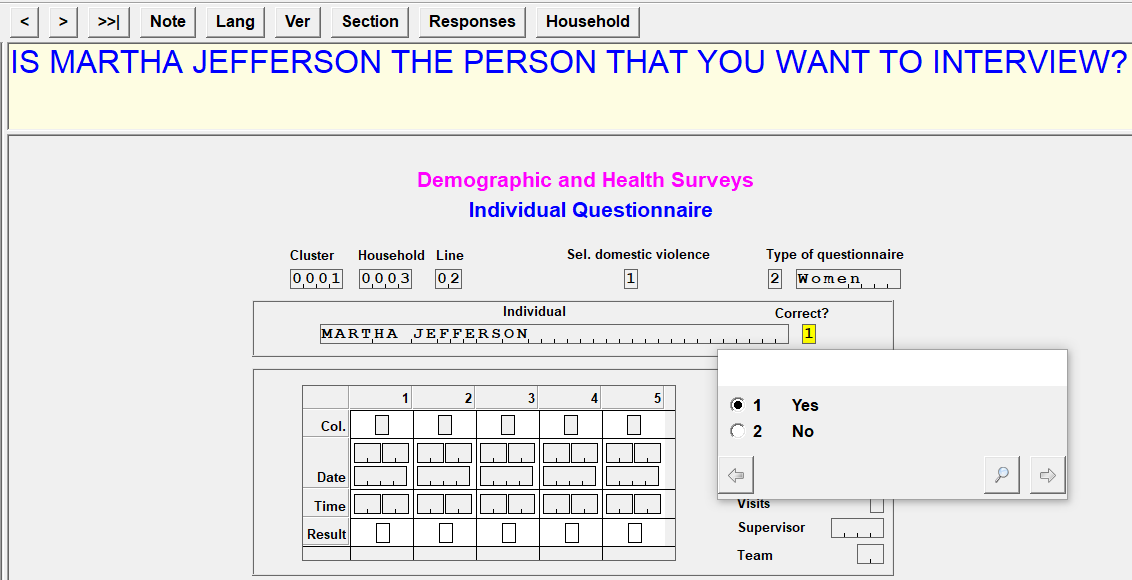 < > >>| Note Lang Ver Section Responses Household
IS MARTHA JEFFERSON THE PERSON THAT YOU WANT TO INTERVIEW?
Demographic and Health Surveys
Individual Questionnaire
Cluster Household Line Sel. domestic violence Type of questionnaire
0001 0003 02 1 2 Women
Individual Correct?
MARTHA JEFFERSON 1
1 2 3 4 5
1 Yes
Col.
2 No
Date
Time
Visits
Supervisor
Result
Team